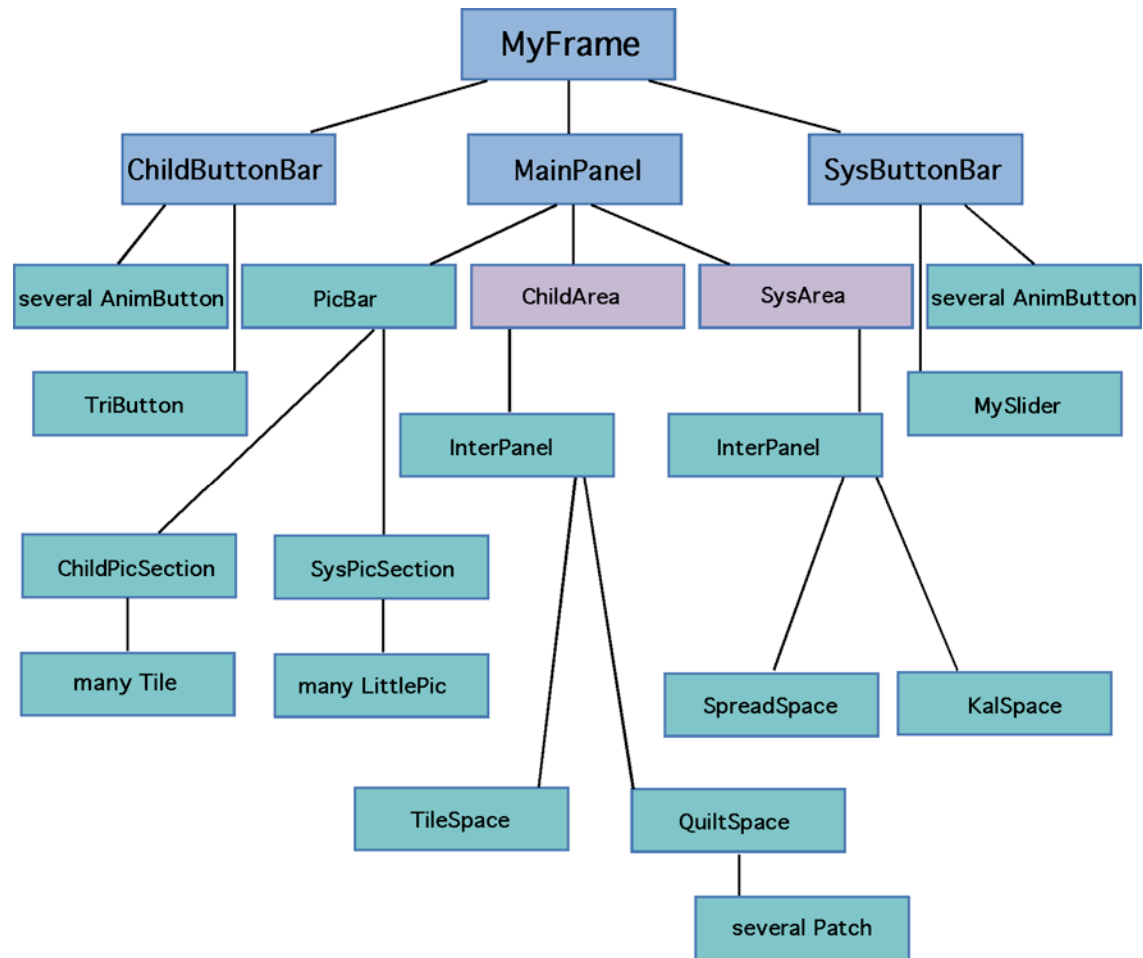 MyFrame
ChildButtonBar
MainPanel
SysButtonBar
several AnimButton
PicBar
ChildArea
SysArea
several AnimButton
TriButton
MySlider
InterPanel
InterPanel
ChildPicSection
SysPicSection
many Tile
many LittlePic
SpreadSpace
KalSpace
TileSpace
QuiltSpace
several Patch